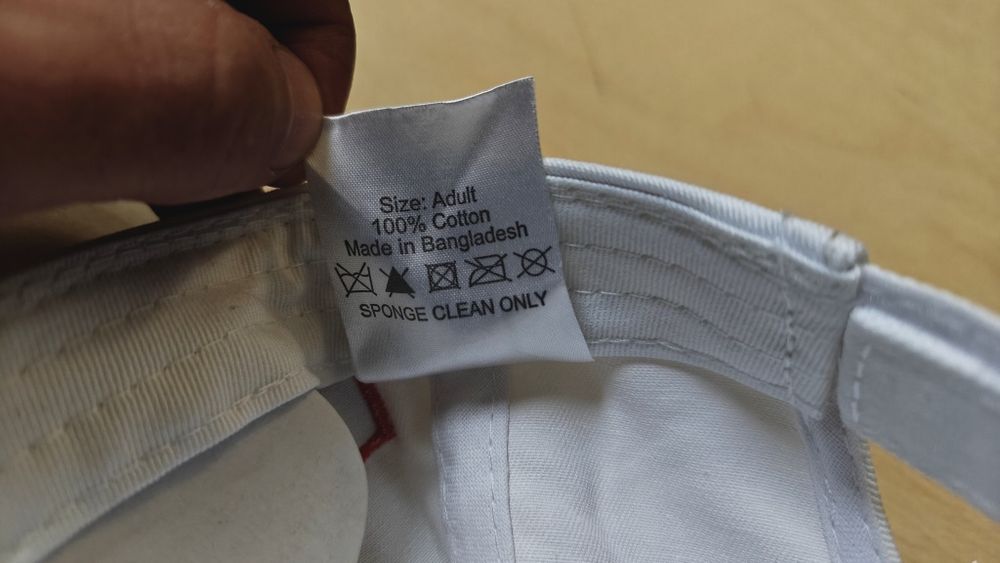 Size: Adult
100% Cotton
Made in Bangladesh
SPONGE CLEAN ONLY